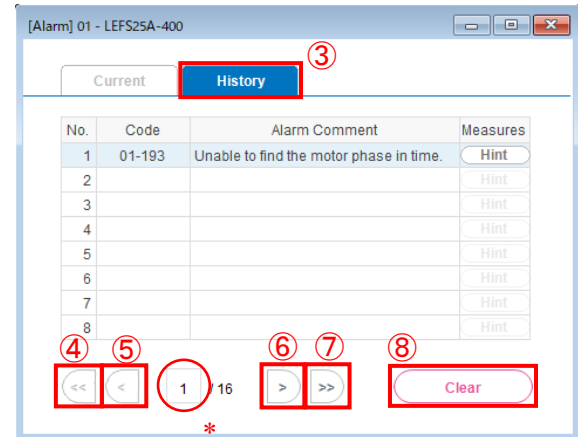 [Alarm] 01 - LEFS25A-400
③
Current History
No. Code Alarm Comment Measures
1 01-193 Unable to find the motor phase in time. Hint
2 Hint
3 Hint
4 Hint
5 Hint
6 Hint
7 Hint
8 Hint
④ ⑤ ⑥ ⑦ ⑧
<< < 1 / 16 > >> Clear
*